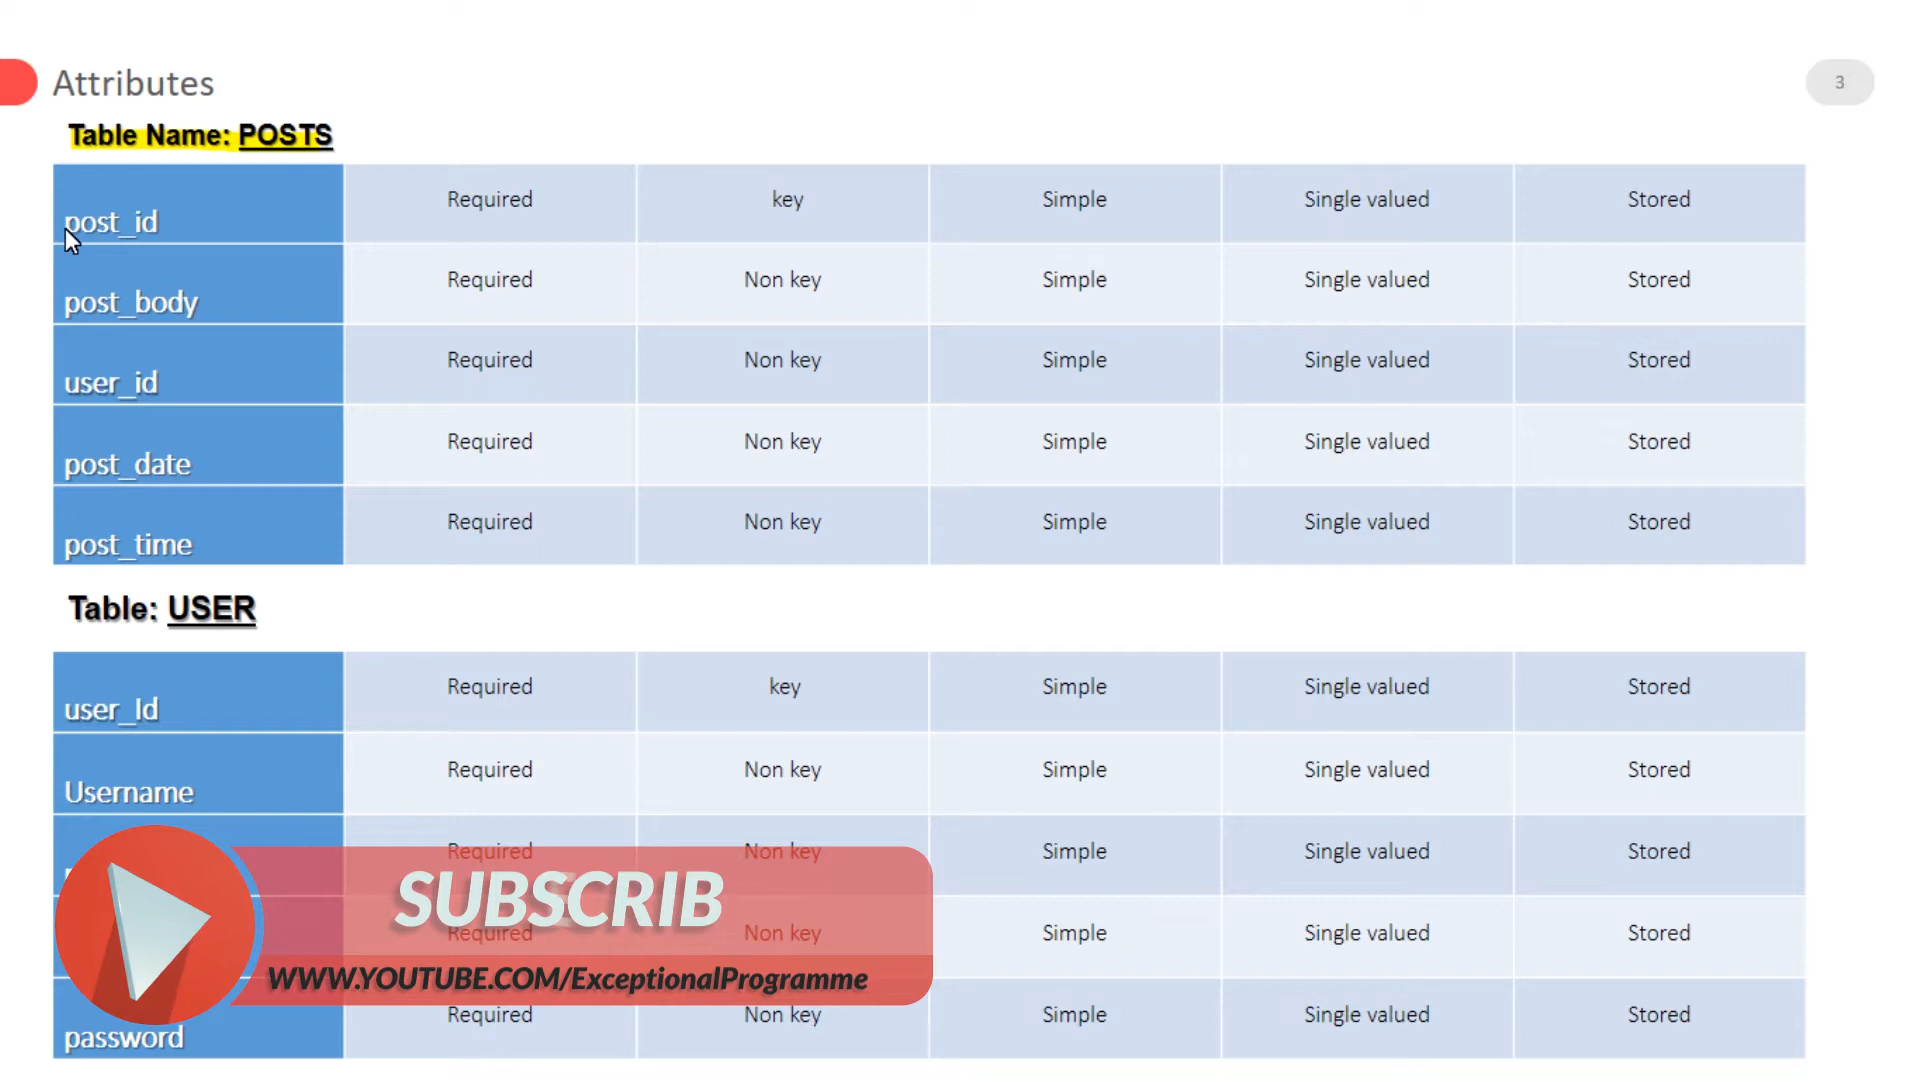 Attributes
3
Table Name: POSTS
post_id Required key Simple Single valued Stored
post_body Required Non key Simple Single valued Stored
user_id Required Non key Simple Single valued Stored
post_date Required Non key Simple Single valued Stored
post_time Required Non key Simple Single valued Stored
Table: USER
user_Id Required key Simple Single valued Stored
Username Required Non key Simple Single valued Stored
Required Non key Simple Single valued Stored
SUBSCRIB
Required Non key Simple Single valued Stored
WWW.YOUTUBE.COM/ExceptionalProgramme
password Required Non key Simple Single valued Stored